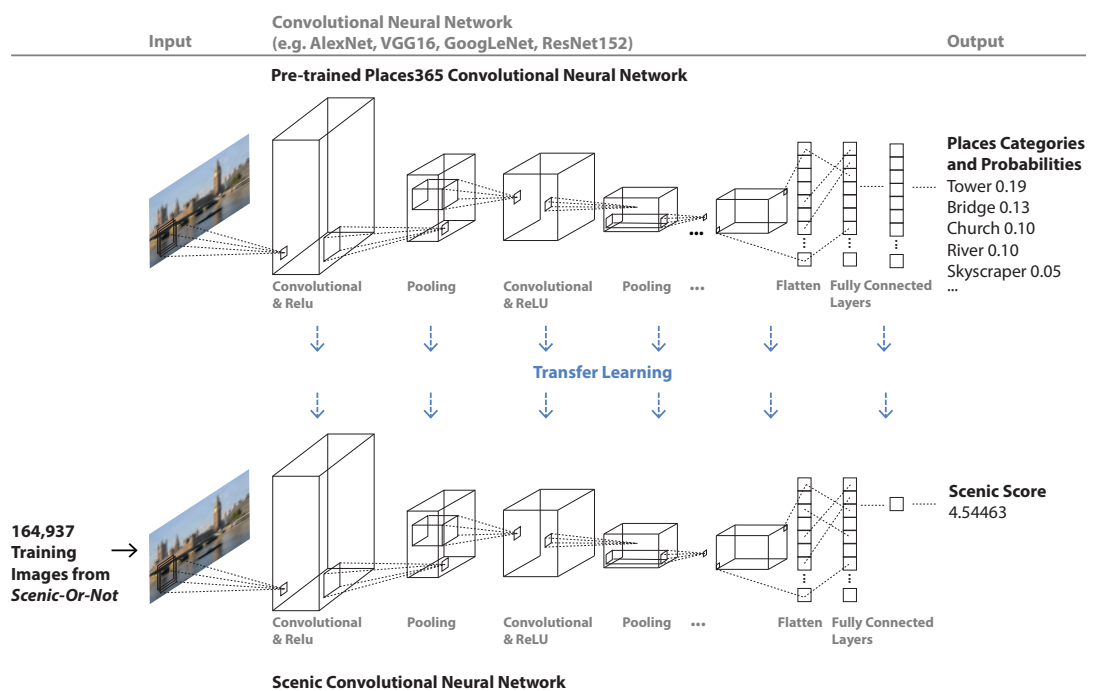 Input
Convolutional Neural Network
(e.g. AlexNet, VGG16, GoogLeNet, ResNet152)
Output
Pre-trained Places365 Convolutional Neural Network
Places Categories
and Probabilities
Tower 0.19
Bridge 0.13
Church 0.10
River 0.10
Skyscraper 0.05
...
Convolutional
& Relu
Pooling
Convolutional
& ReLU
Pooling
...
Flatten
Fully Connected
Layers
Transfer Learning
164,937
Training
Images from
Scenic-Or-Not
Scenic Score
4.54463
Convolutional
& Relu
Pooling
Convolutional
& ReLU
Pooling
...
Flatten
Fully Connected
Layers
Scenic Convolutional Neural Network